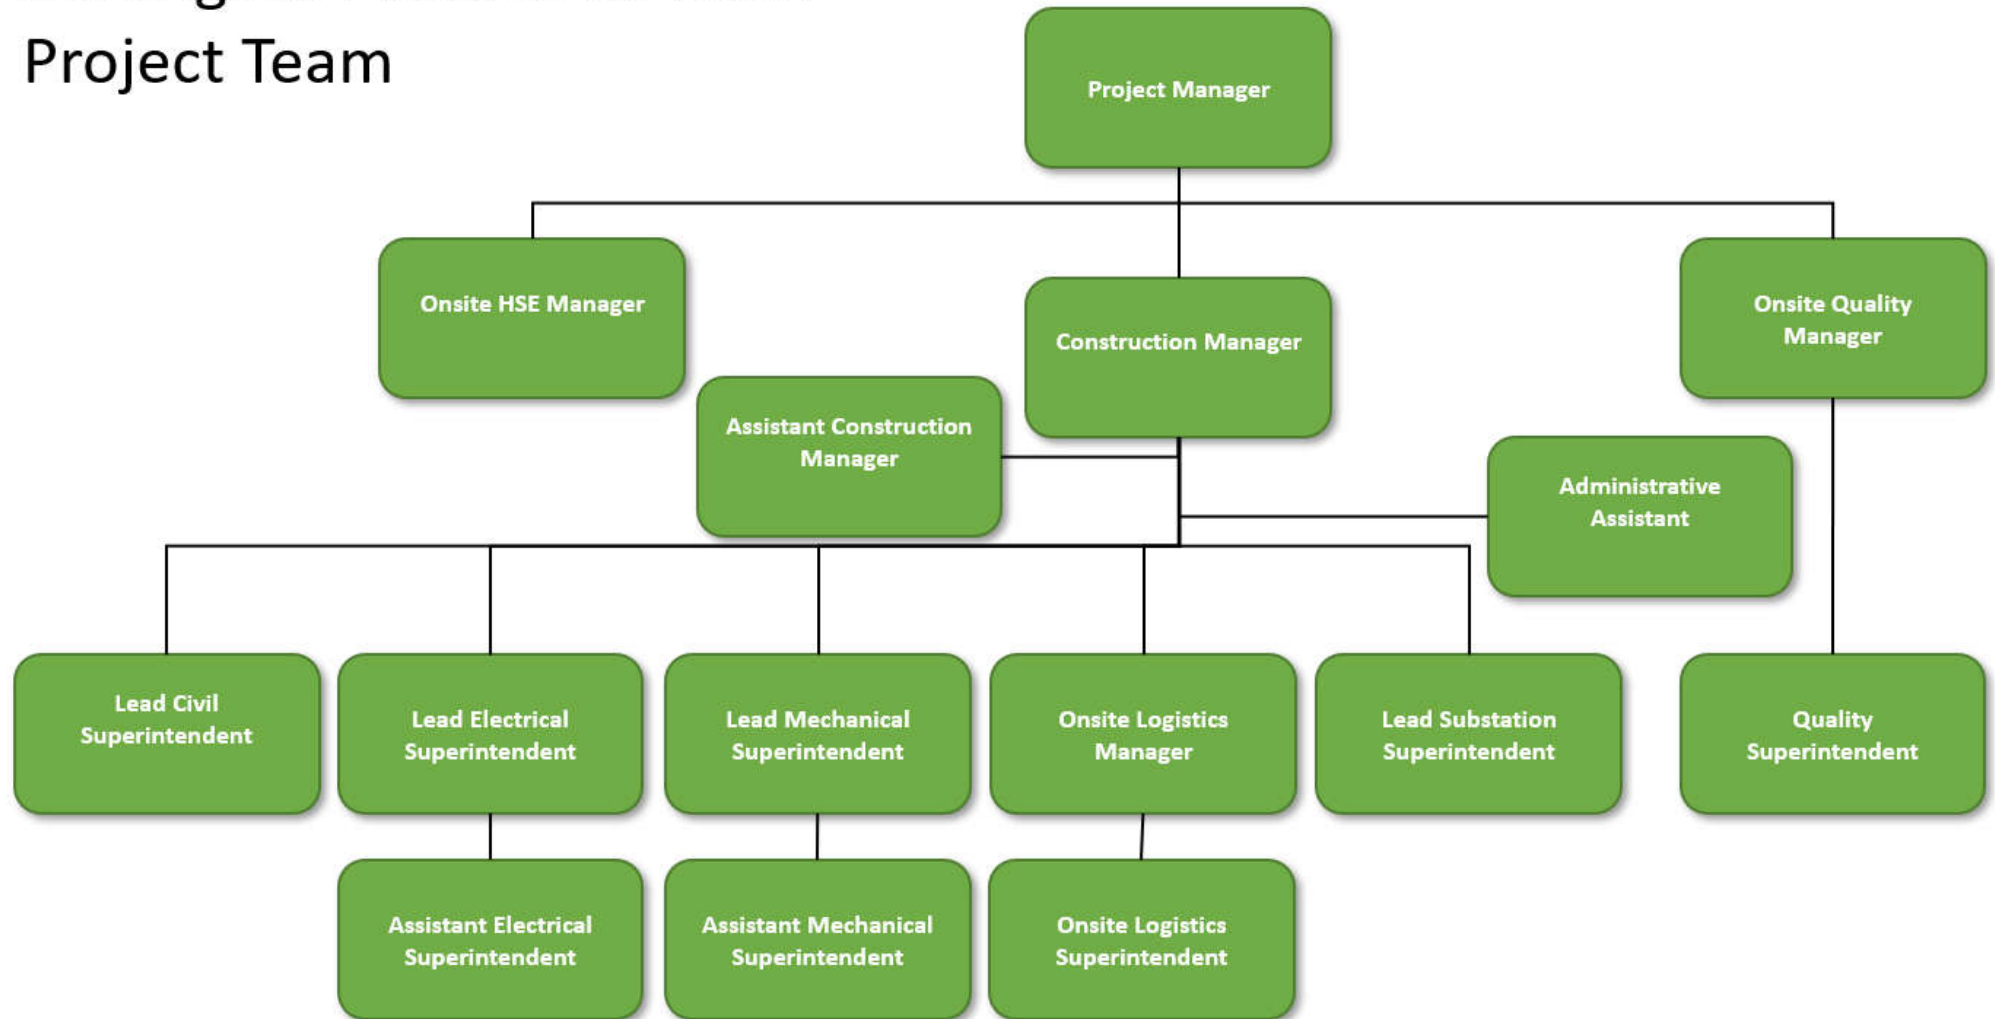 Project Team
Project Manager
Onsite HSE Manager
Construction Manager
Onsite Quality
Manager
Assistant Construction
Manager
Administrative
Assistant
Lead Civil
Superintendent
Lead Electrical
Superintendent
Lead Mechanical
Superintendent
Onsite Logistics
Manager
Lead Substation
Superintendent
Quality
Superintendent
Assistant Electrical
Superintendent
Assistant Mechanical
Superintendent
Onsite Logistics
Superintendent